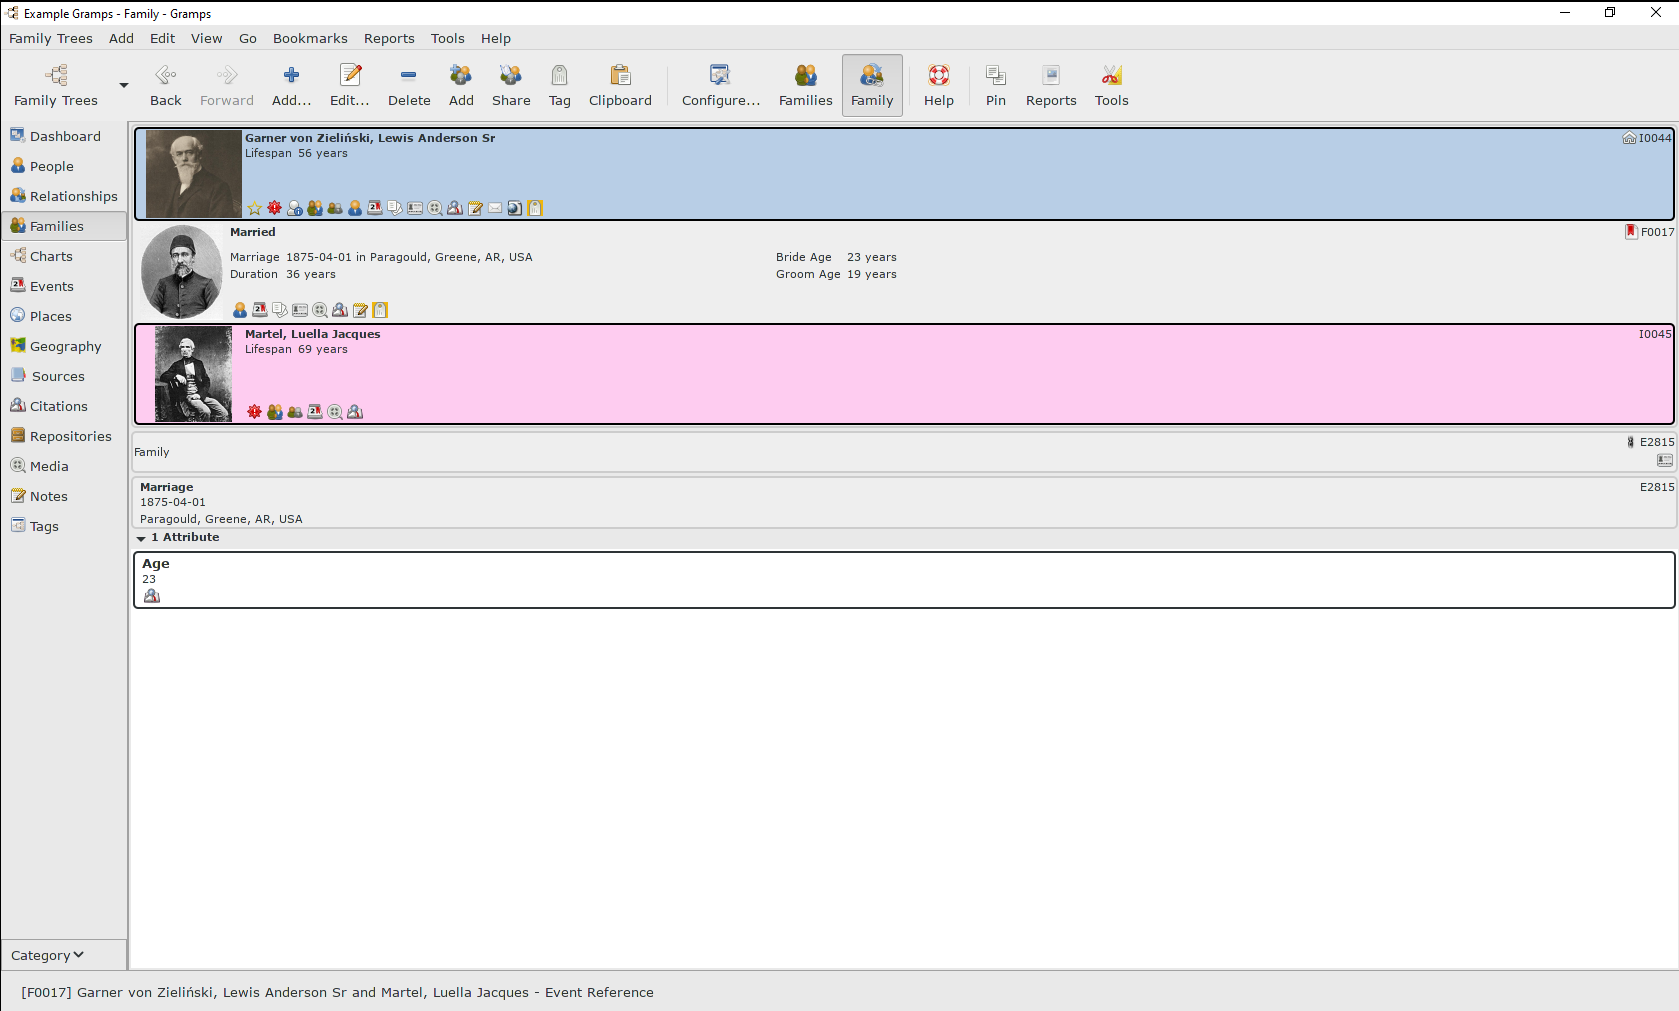 Example Gramps - Family - Gramps
Family Trees Add Edit View Go Bookmarks Reports Tools Help
Family Trees Back Forward Add... Edit... Delete Add Share Tag Clipboard Configure... Families Family Help Pin Reports Tools
Dashboard
People
Relationships
Families
Charts
Events
Places
Geography
Sources
Citations
Repositories
Media
Notes
Tags
Category
Garner von Zieliński, Lewis Anderson Sr I0044
Lifespan 56 years
Married F0017
Marriage 1875-04-01 in Paragould, Greene, AR, USA Bride Age 23 years
Duration 36 years Groom Age 19 years
Martel, Luella Jacques I0045
Lifespan 69 years
Family E2815
Marriage E2815
1875-04-01
Paragould, Greene, AR, USA
1 Attribute
Age
23
[F0017] Garner von Zieliński, Lewis Anderson Sr and Martel, Luella Jacques - Event Reference